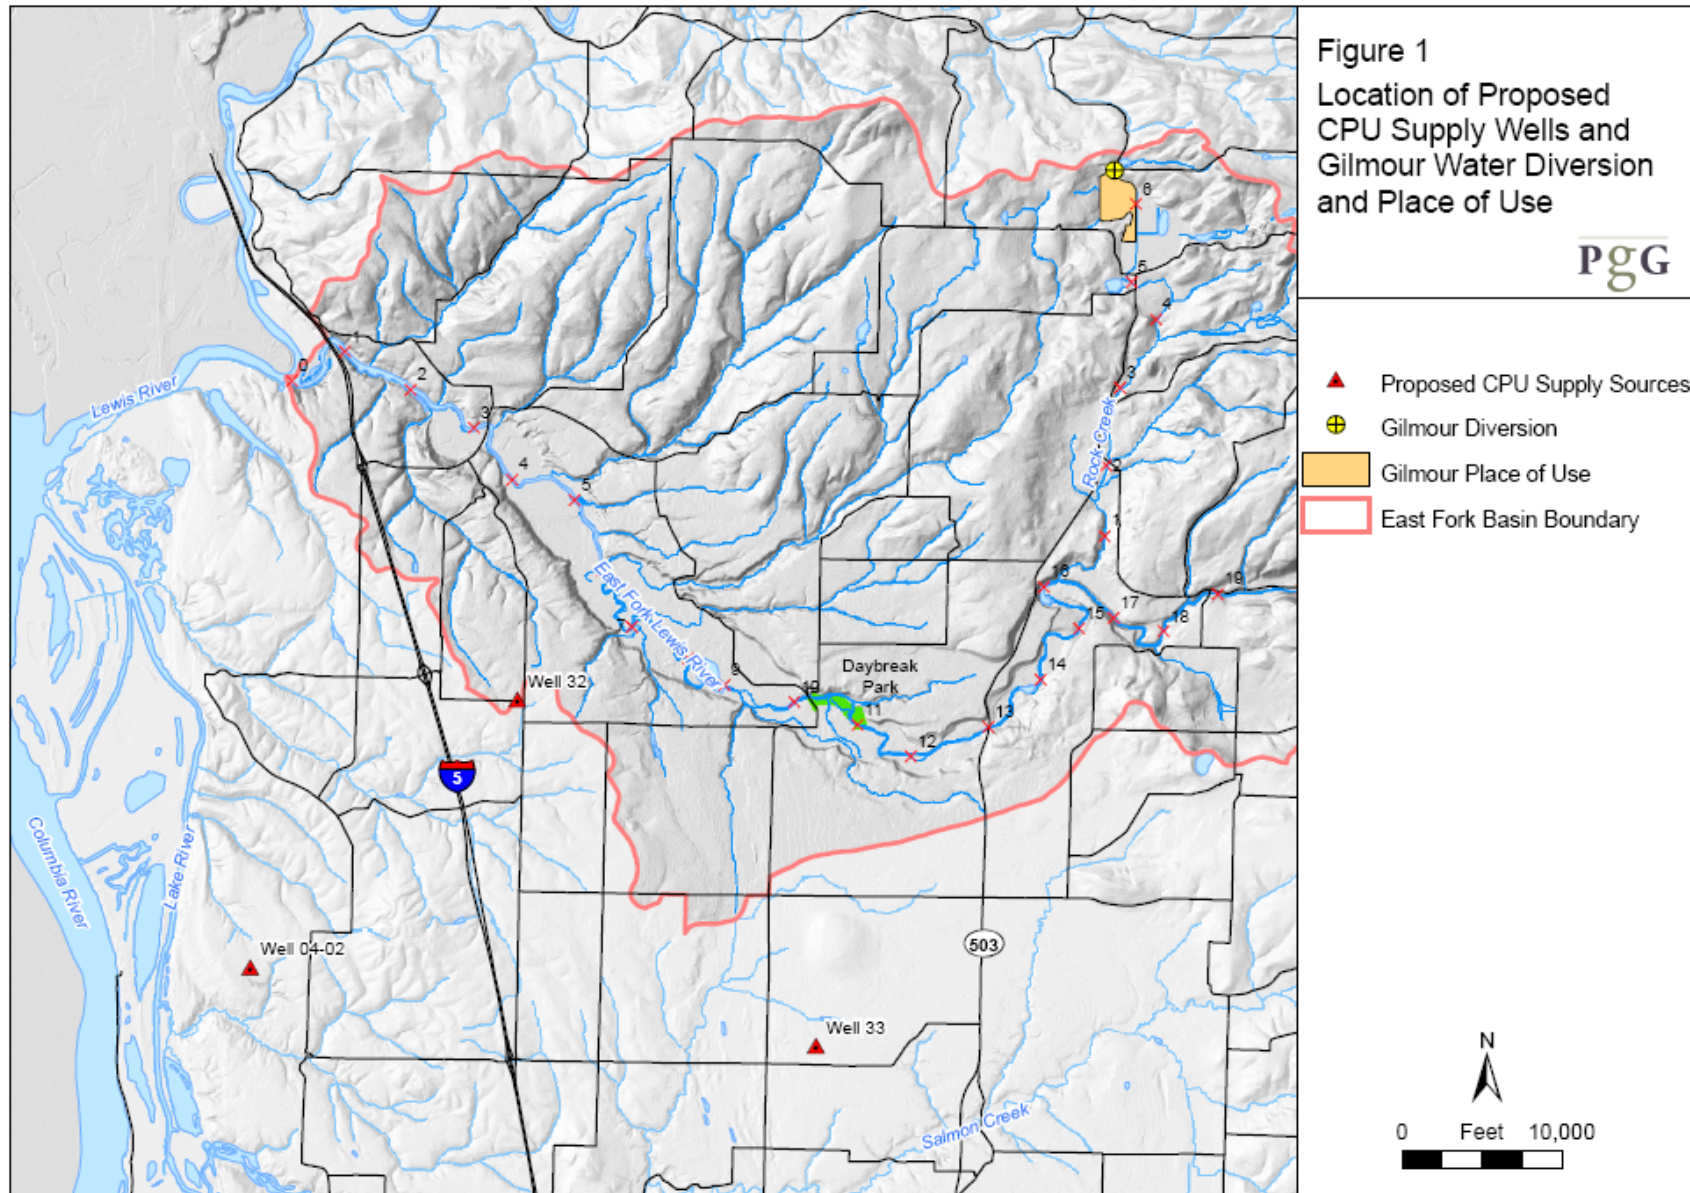 Figure 1
Location of Proposed
CPU Supply Wells and
Gilmour Water Diversion
and Place of Use
PgG
Proposed CPU Supply Sources
Gilmour Diversion
Gilmour Place of Use
East Fork Basin Boundary
N
0 Feet 10,000
6
5
4
3
2
1
Rock Creek
0
1
2
3
4
5
7
9
10
11
12
13
14
15
16
17
18
19
Lewis River
East Fork Lewis River
Daybreak
Park
Well 32
5
Columbia River
Lake River
Well 04-02
503
Well 33
Salmon Creek